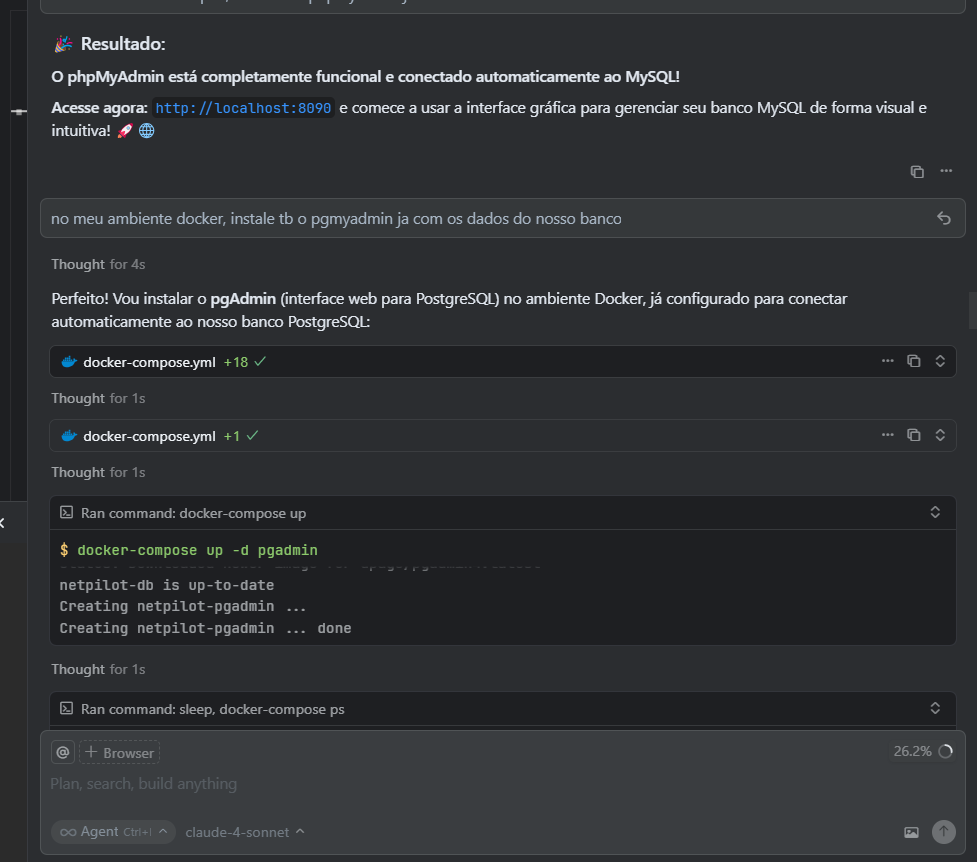 Resultado:
O phpMyAdmin está completamente funcional e conectado automaticamente ao MySQL!
Acesse agora: http://localhost:8090 e comece a usar a interface gráfica para gerenciar seu banco MySQL de forma visual e
intuitiva!
no meu ambiente docker, instale tb o pgmyadmin ja com os dados do nosso banco
Thought for 4s
Perfeito! Vou instalar o pgAdmin (interface web para PostgreSQL) no ambiente Docker, já configurado para conectar
automaticamente ao nosso banco PostgreSQL:
docker-compose.yml +18
Thought for 1s
docker-compose.yml +1
Thought for 1s
Ran command: docker-compose up
$ docker-compose up -d pgadmin
netpilot-db is up-to-date
Creating netpilot-pgadmin ...
Creating netpilot-pgadmin ... done
Thought for 1s
Ran command: sleep, docker-compose ps
@ + Browser 26.2%
Plan, search, build anything
Agent Ctrl+I claude-4-sonnet